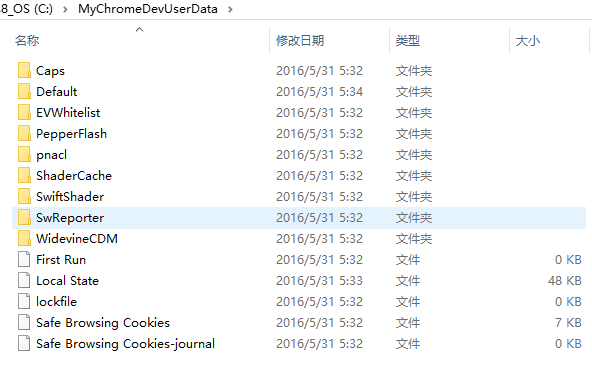 8_OS (C:) > MyChromeDevUserData >
名称 修改日期 类型 大小
Caps 2016/5/31 5:32 文件夹
Default 2016/5/31 5:34 文件夹
EVWhitelist 2016/5/31 5:32 文件夹
PepperFlash 2016/5/31 5:32 文件夹
pnacl 2016/5/31 5:32 文件夹
ShaderCache 2016/5/31 5:32 文件夹
SwiftShader 2016/5/31 5:32 文件夹
SwReporter 2016/5/31 5:32 文件夹
WidevineCDM 2016/5/31 5:32 文件夹
First Run 2016/5/31 5:32 文件 0 KB
Local State 2016/5/31 5:33 文件 48 KB
lockfile 2016/5/31 5:32 文件 0 KB
Safe Browsing Cookies 2016/5/31 5:32 文件 7 KB
Safe Browsing Cookies-journal 2016/5/31 5:32 文件 0 KB